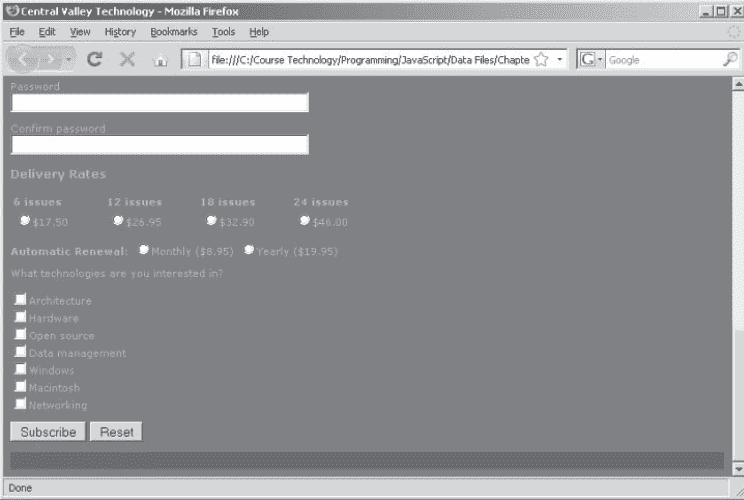 Central Valley Technology - Mozilla Firefox
File Edit View History Bookmarks Tools Help
file:///C:/Course Technology/Programming/JavaScript/Data Files/Chapte
G Google
Password
Confirm password
Delivery Rates
6 issues 12 issues 18 issues 24 issues
$17.50 $26.95 $32.90 $46.00
Automatic Renewal: Monthly ($8.95) Yearly ($19.95)
What technologies are you interested in?
Architecture
Hardware
Open source
Data management
Windows
Macintosh
Networking
Subscribe Reset
Done